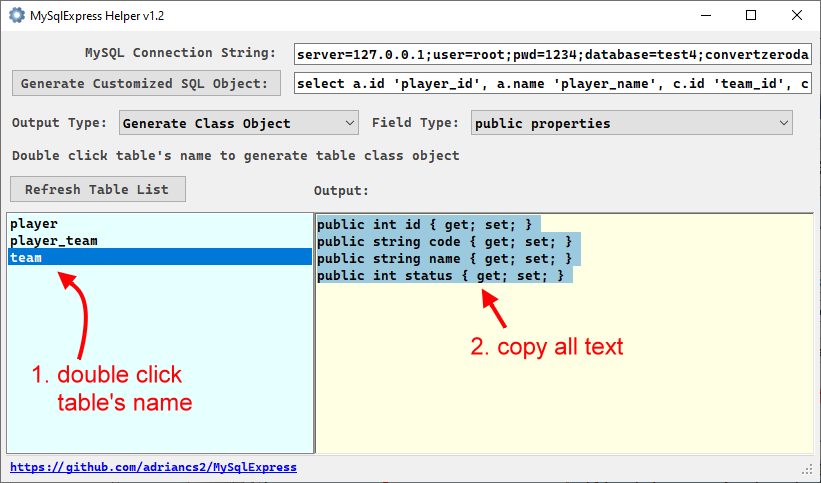 MySqlExpress Helper v1.2
MySQL Connection String:
server=127.0.0.1;user=root;pwd=1234;database=test4;convertzeroda
Generate Customized SQL Object:
select a.id 'player_id', a.name 'player_name', c.id 'team_id', c
Output Type:
Generate Class Object
Field Type:
public properties
Double click table's name to generate table class object
Refresh Table List
Output:
player
player_team
team
public int id { get; set; }
public string code { get; set; }
public string name { get; set; }
public int status { get; set; }
1. double click
table's name
2. copy all text
https://github.com/adriancs2/MySqlExpress